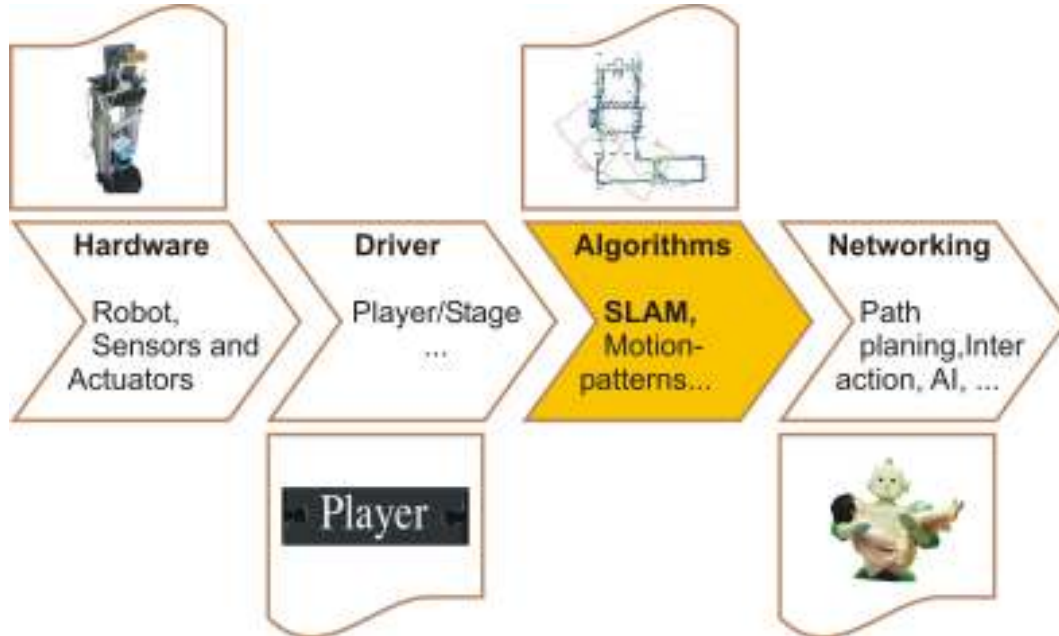 Hardware
Robot,
Sensors and
Actuators
Driver
Player/Stage
...
Algorithms
SLAM,
Motion-
patterns...
Networking
Path
planing,Inter
action, AI, ...
Player